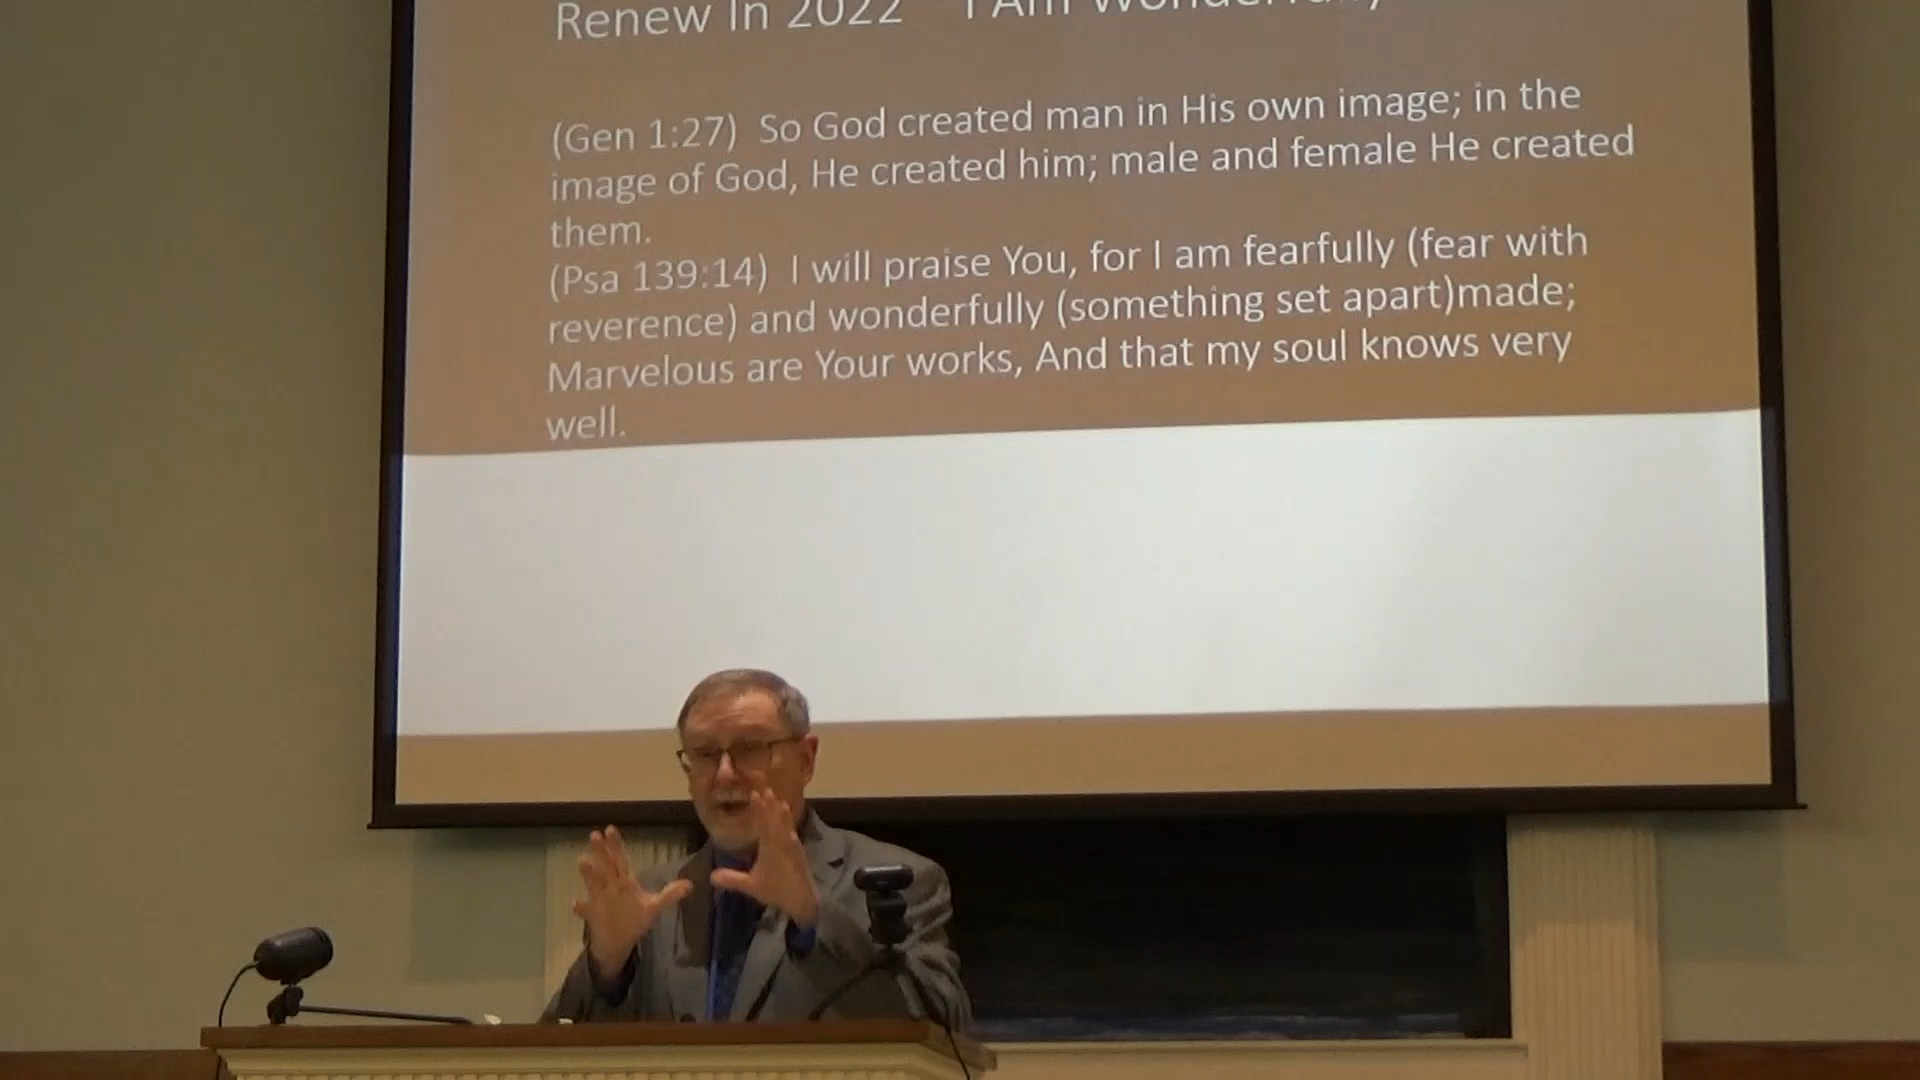 Renew In 2022 I Am Wonderfully
(Gen 1:27) So God created man in His own image; in the
image of God, He created him; male and female He created
them.
(Psa 139:14) I will praise You, for I am fearfully (fear with
reverence) and wonderfully (something set apart)made;
Marvelous are Your works, And that my soul knows very
well.